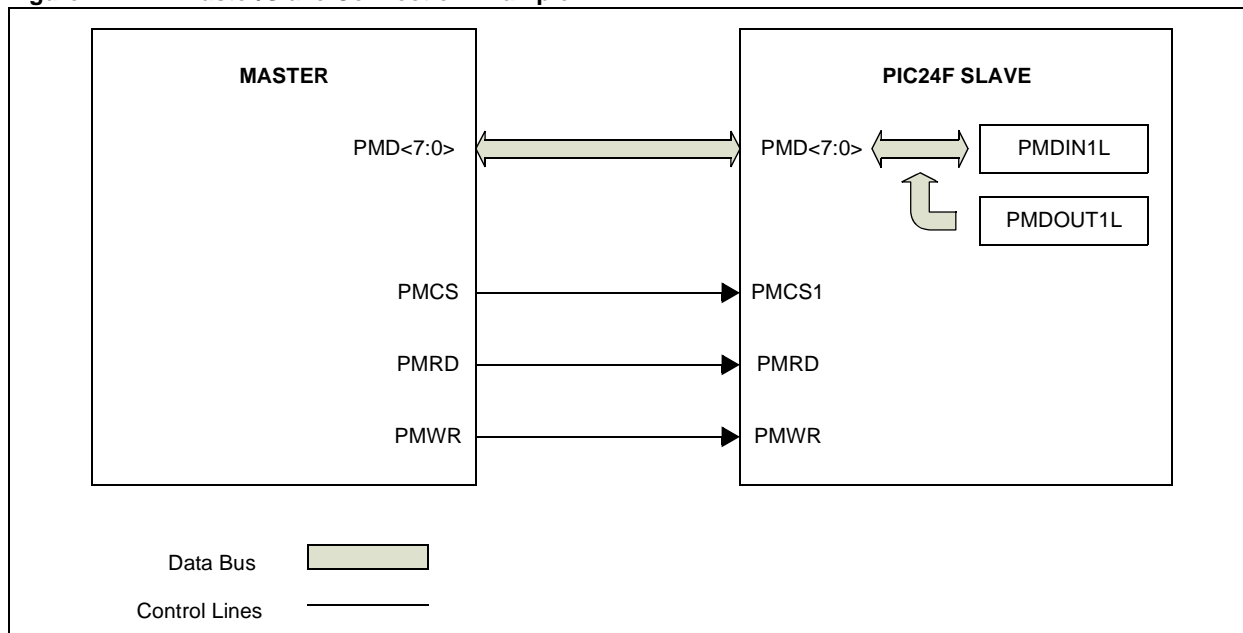 MASTER
PIC24F SLAVE
PMD<7:0>
PMD<7:0>
PMDIN1L
PMDOUT1L
PMCS
PMCS1
PMRD
PMRD
PMWR
PMWR
Data Bus
Control Lines